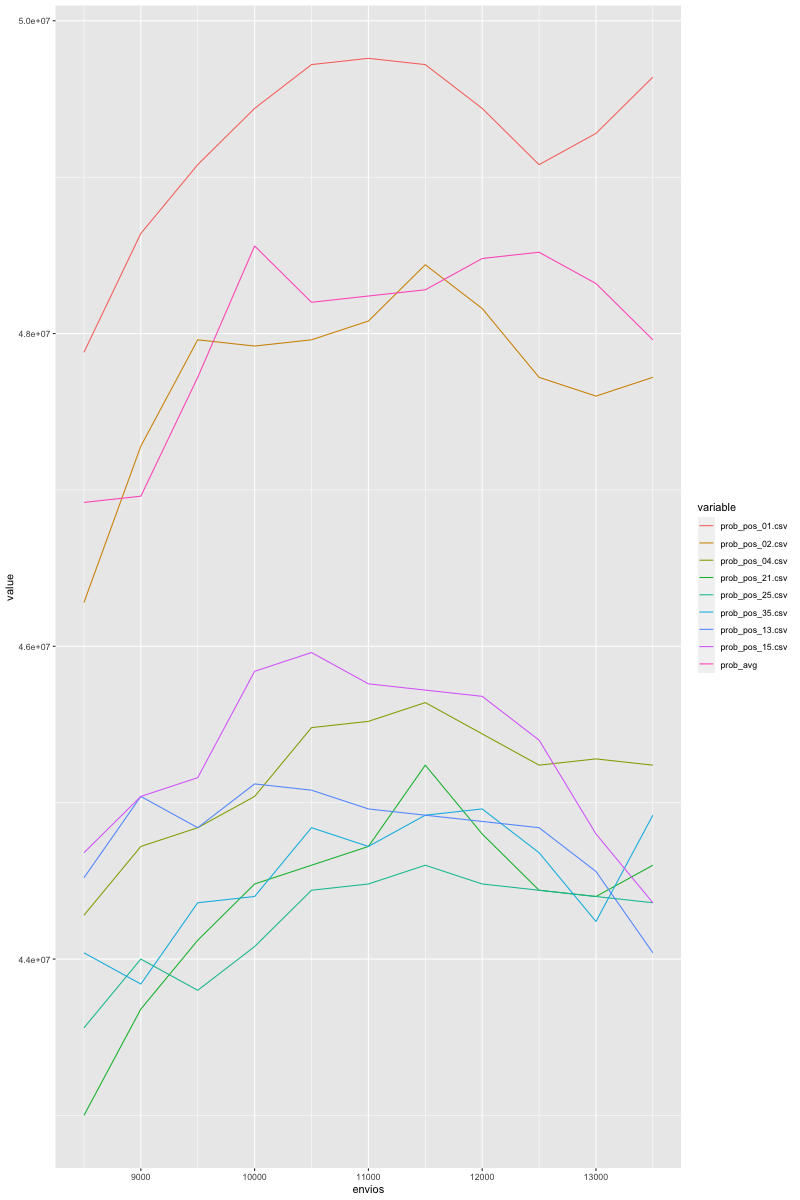 5.0e+07
4.8e+07
4.6e+07
4.4e+07
value
9000 10000 11000 12000 13000
envios
variable
prob_pos_01.csv
prob_pos_02.csv
prob_pos_04.csv
prob_pos_21.csv
prob_pos_25.csv
prob_pos_35.csv
prob_pos_13.csv
prob_pos_15.csv
prob_avg